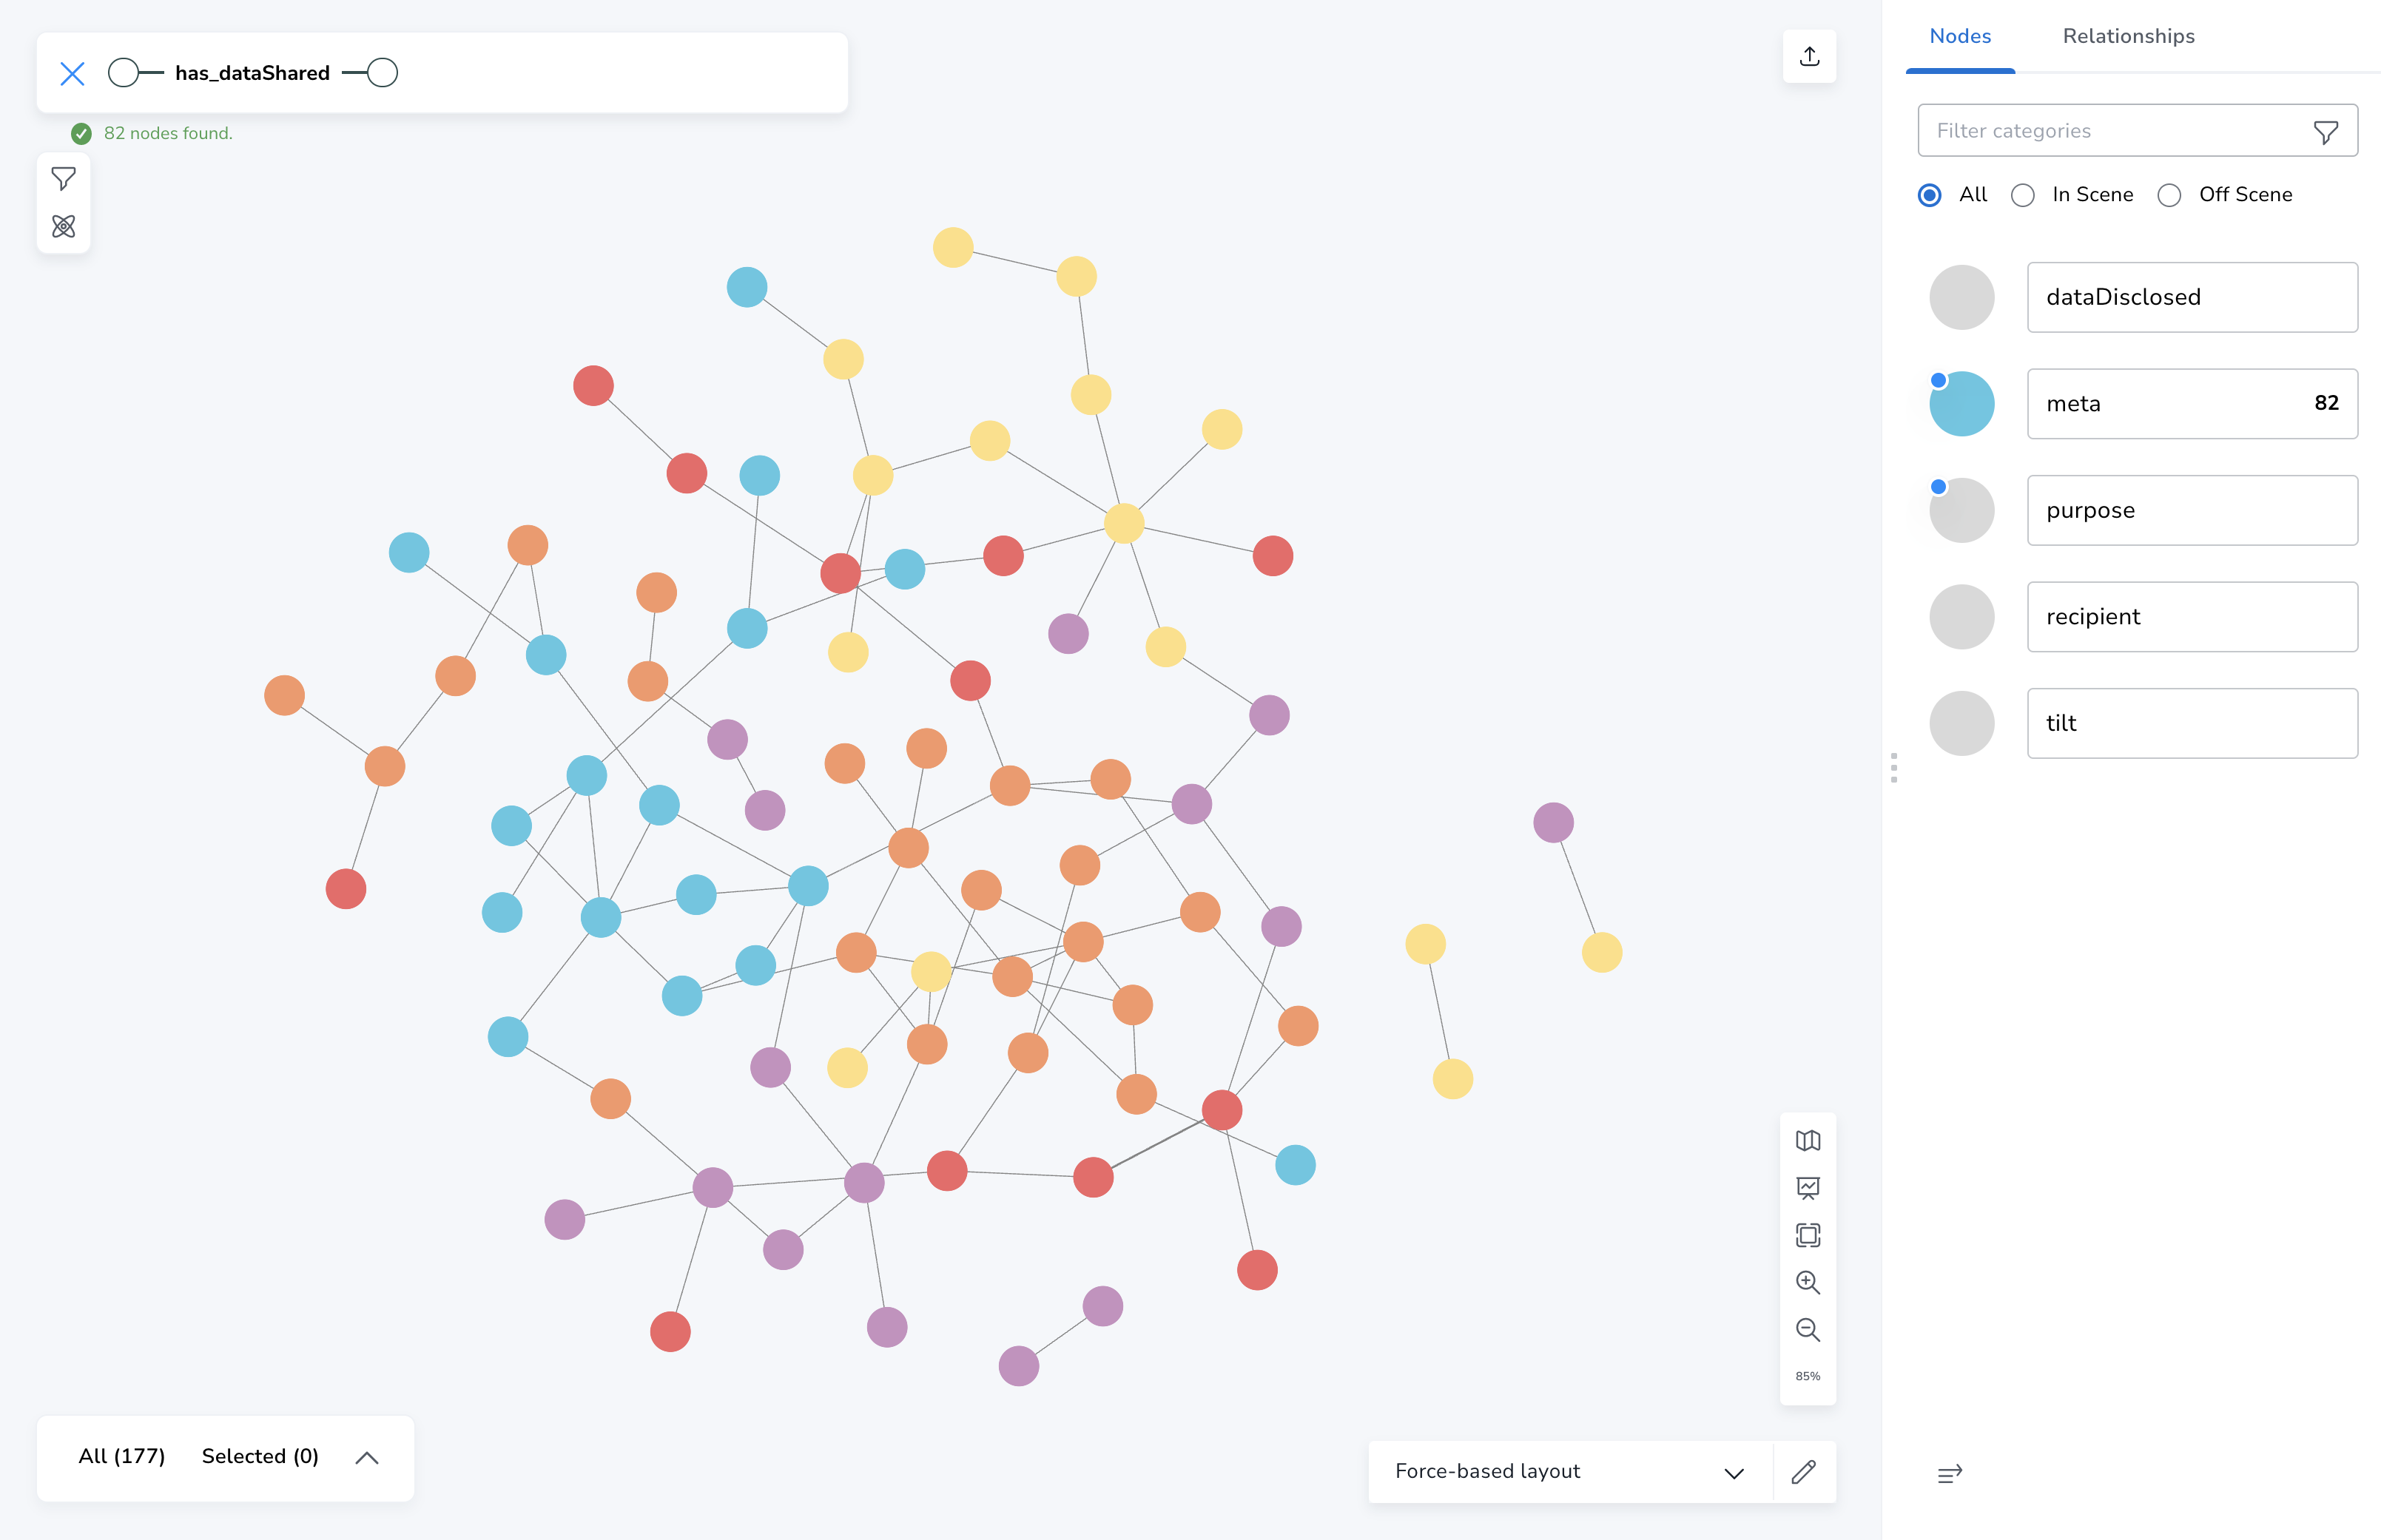 has_dataShared
82 nodes found.
Nodes Relationships
Filter categories
All In Scene Off Scene
dataDisclosed
meta 82
purpose
recipient
tilt
85%
All (177) Selected (0)
Force-based layout